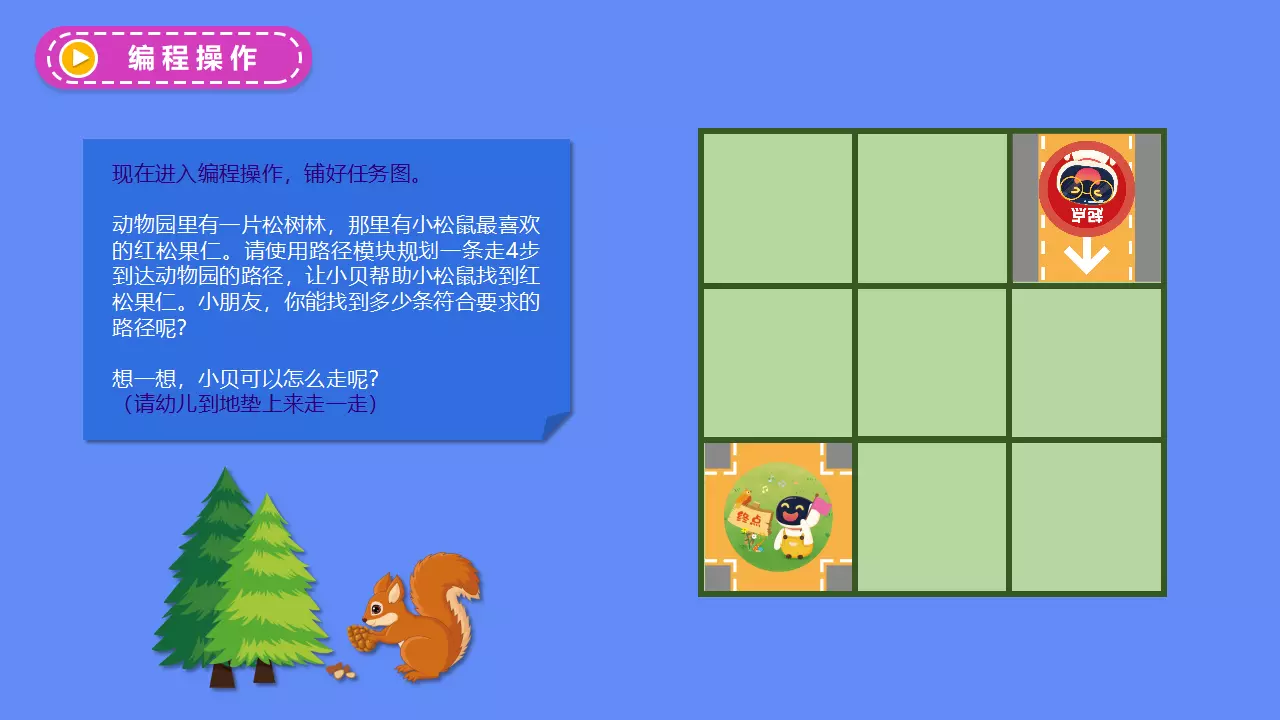 编程操作
现在进入编程操作，铺好任务图。
动物园里有一片松树林，那里有小松鼠最喜欢
的红松果仁。请使用路径模块规划一条走4步
到达动物园的路径，让小贝帮助小松鼠找到红
松果仁。小朋友，你能找到多少条符合要求的
路径呢？
想一想，小贝可以怎么走呢？
（请幼儿到地垫上来走一走）
起点
终点